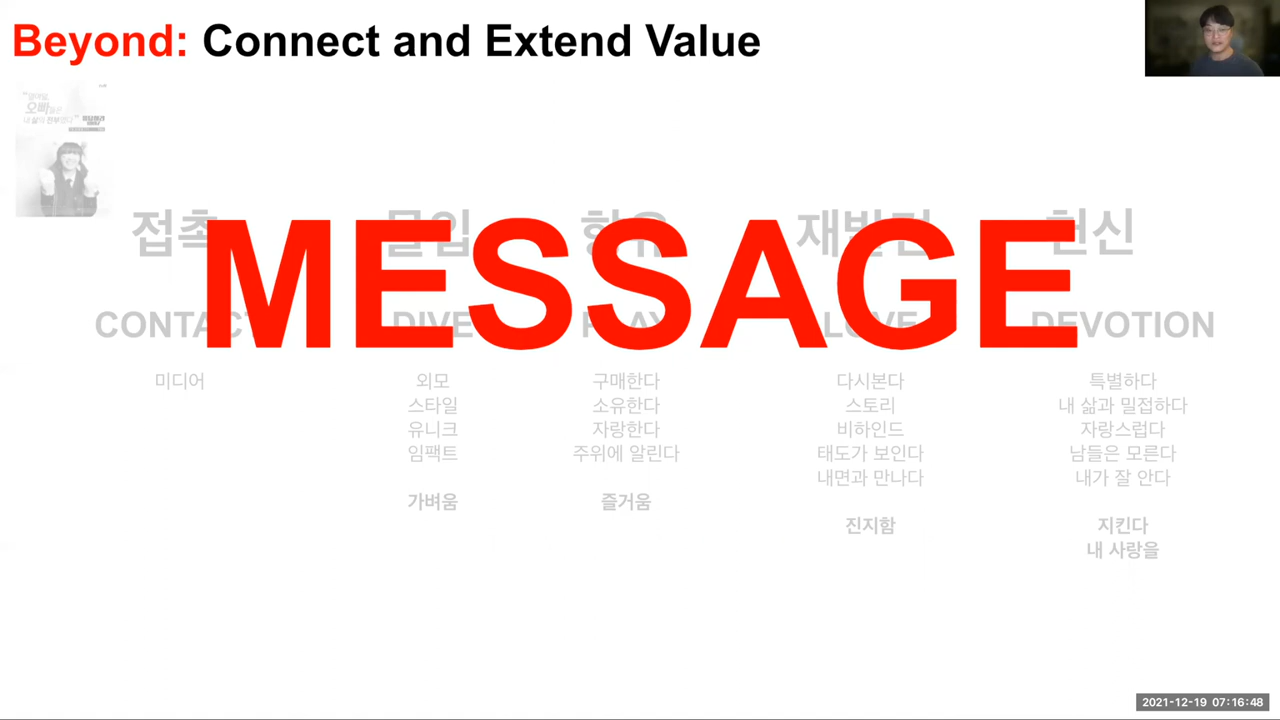 Beyond: Connect and Extend Value
오빠
접촉 몰입 향유 재발견 헌신
MESSAGE
CONTACT DIVE PLAY LOVE DEVOTION
미디어 외모 구매한다 다시본다 특별하다
스타일 소유한다 스토리 내 삶과 밀접하다
유니크 자랑한다 비하인드 자랑스럽다
임팩트 주위에 알린다 태도가 보인다 남들은 모른다
내면과 만나다 내가 잘 안다
가벼움 즐거움
진지함 지킨다
내 사랑을
2021-12-19 07:16:48